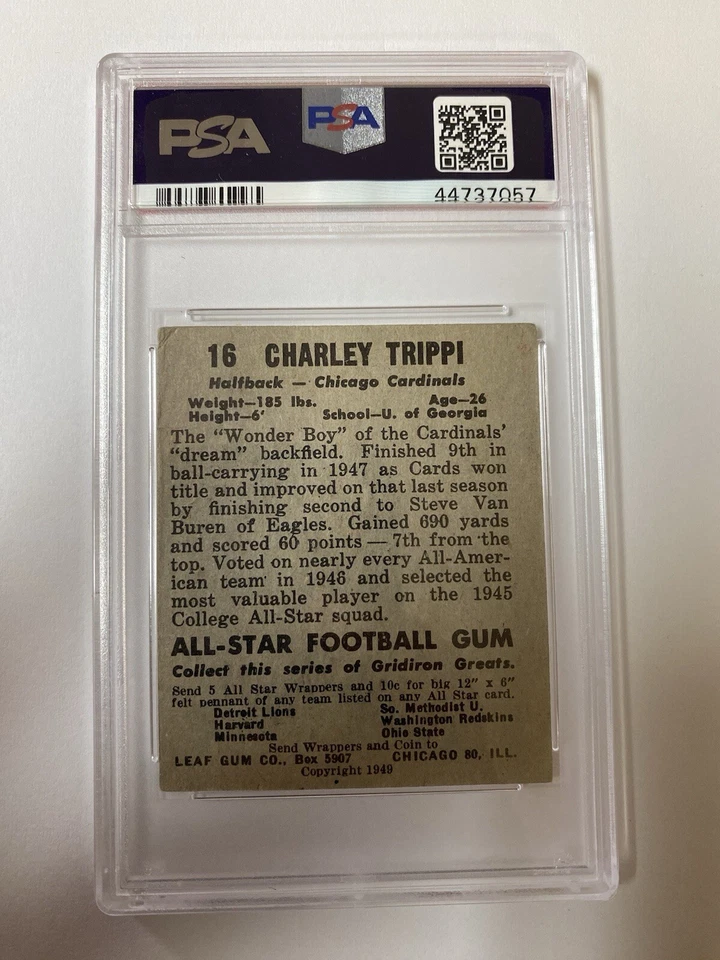 PSA PSA
44737057
16 CHARLEY TRIPPI
Halfback — Chicago Cardinals
Weight—185 lbs. Age—26
Height—6' School—U. of Georgia
The "Wonder Boy" of the Cardinals'
"dream" backfield. Finished 9th in
ball-carrying in 1947 as Cards won
title and improved on that last season
by finishing second to Steve Van
Buren of Eagles. Gained 690 yards
and scored 60 points — 7th from the
top. Voted on nearly every All-Amer-
ican team in 1946 and selected the
most valuable player on the 1945
College All-Star squad.
ALL-STAR FOOTBALL GUM
Collect this series of Gridiron Greats.
Send 5 All Star Wrappers and 10c for big 12" x 6"
felt pennant of any team listed on any All Star card.
Detroit Lions So. Methodist U.
Harvard Washington Redskins
Minnesota Ohio State
Send Wrappers and Coin to
LEAF GUM CO., Box 5907 CHICAGO 80, ILL.
Copyright 1949